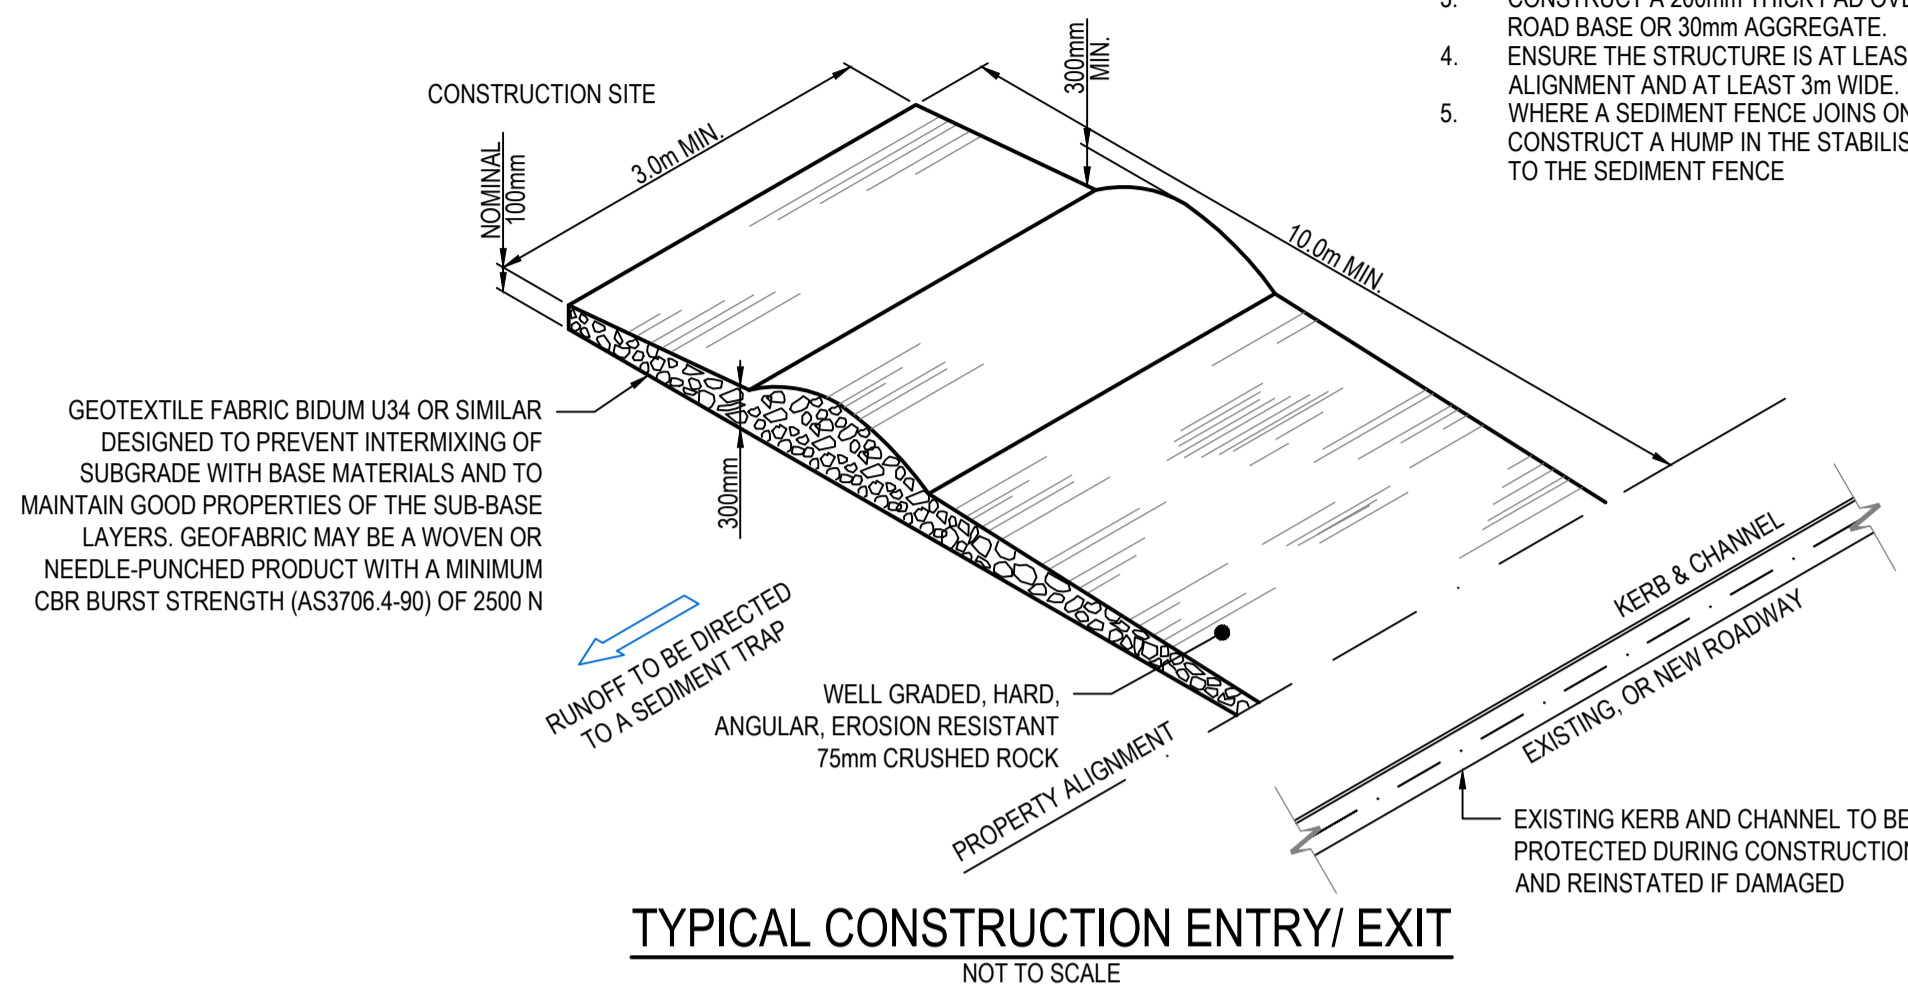 3. CONSTRUCT A 200mm THICK PAD OVE
ROAD BASE OR 30mm AGGREGATE.
4. ENSURE THE STRUCTURE IS AT LEAS
ALIGNMENT AND AT LEAST 3m WIDE.
5. WHERE A SEDIMENT FENCE JOINS ON
CONSTRUCT A HUMP IN THE STABILIS
TO THE SEDIMENT FENCE
300mm
MIN.
CONSTRUCTION SITE
3.0m MIN.
NOMINAL
100mm
10.0m MIN.
GEOTEXTILE FABRIC BIDUM U34 OR SIMILAR
DESIGNED TO PREVENT INTERMIXING OF
SUBGRADE WITH BASE MATERIALS AND TO
MAINTAIN GOOD PROPERTIES OF THE SUB-BASE
LAYERS. GEOFABRIC MAY BE A WOVEN OR
NEEDLE-PUNCHED PRODUCT WITH A MINIMUM
CBR BURST STRENGTH (AS3706.4-90) OF 2500 N
300mm
RUNOFF TO BE DIRECTED
TO A SEDIMENT TRAP
WELL GRADED, HARD,
ANGULAR, EROSION RESISTANT
75mm CRUSHED ROCK
PROPERTY ALIGNMENT
KERB & CHANNEL
EXISTING, OR NEW ROADWAY
EXISTING KERB AND CHANNEL TO BE
PROTECTED DURING CONSTRUCTION
AND REINSTATED IF DAMAGED
TYPICAL CONSTRUCTION ENTRY/ EXIT
NOT TO SCALE